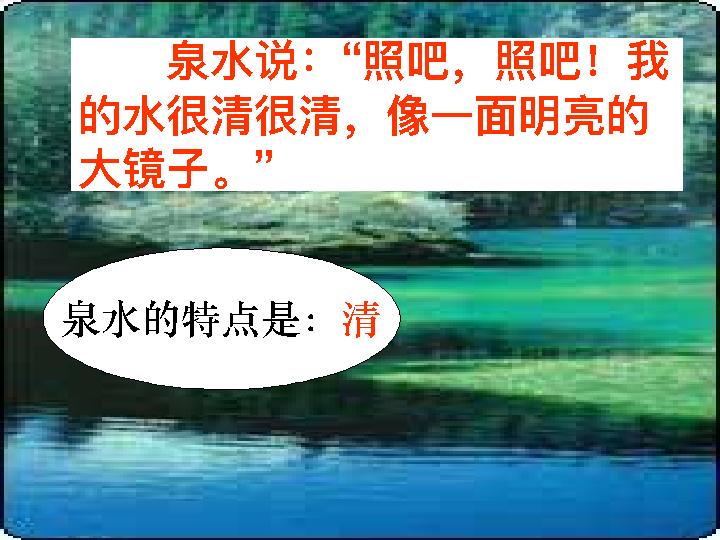 泉水说：“照吧，照吧！我
的水很清很清，像一面明亮的
大镜子。”
泉水的特点是：清